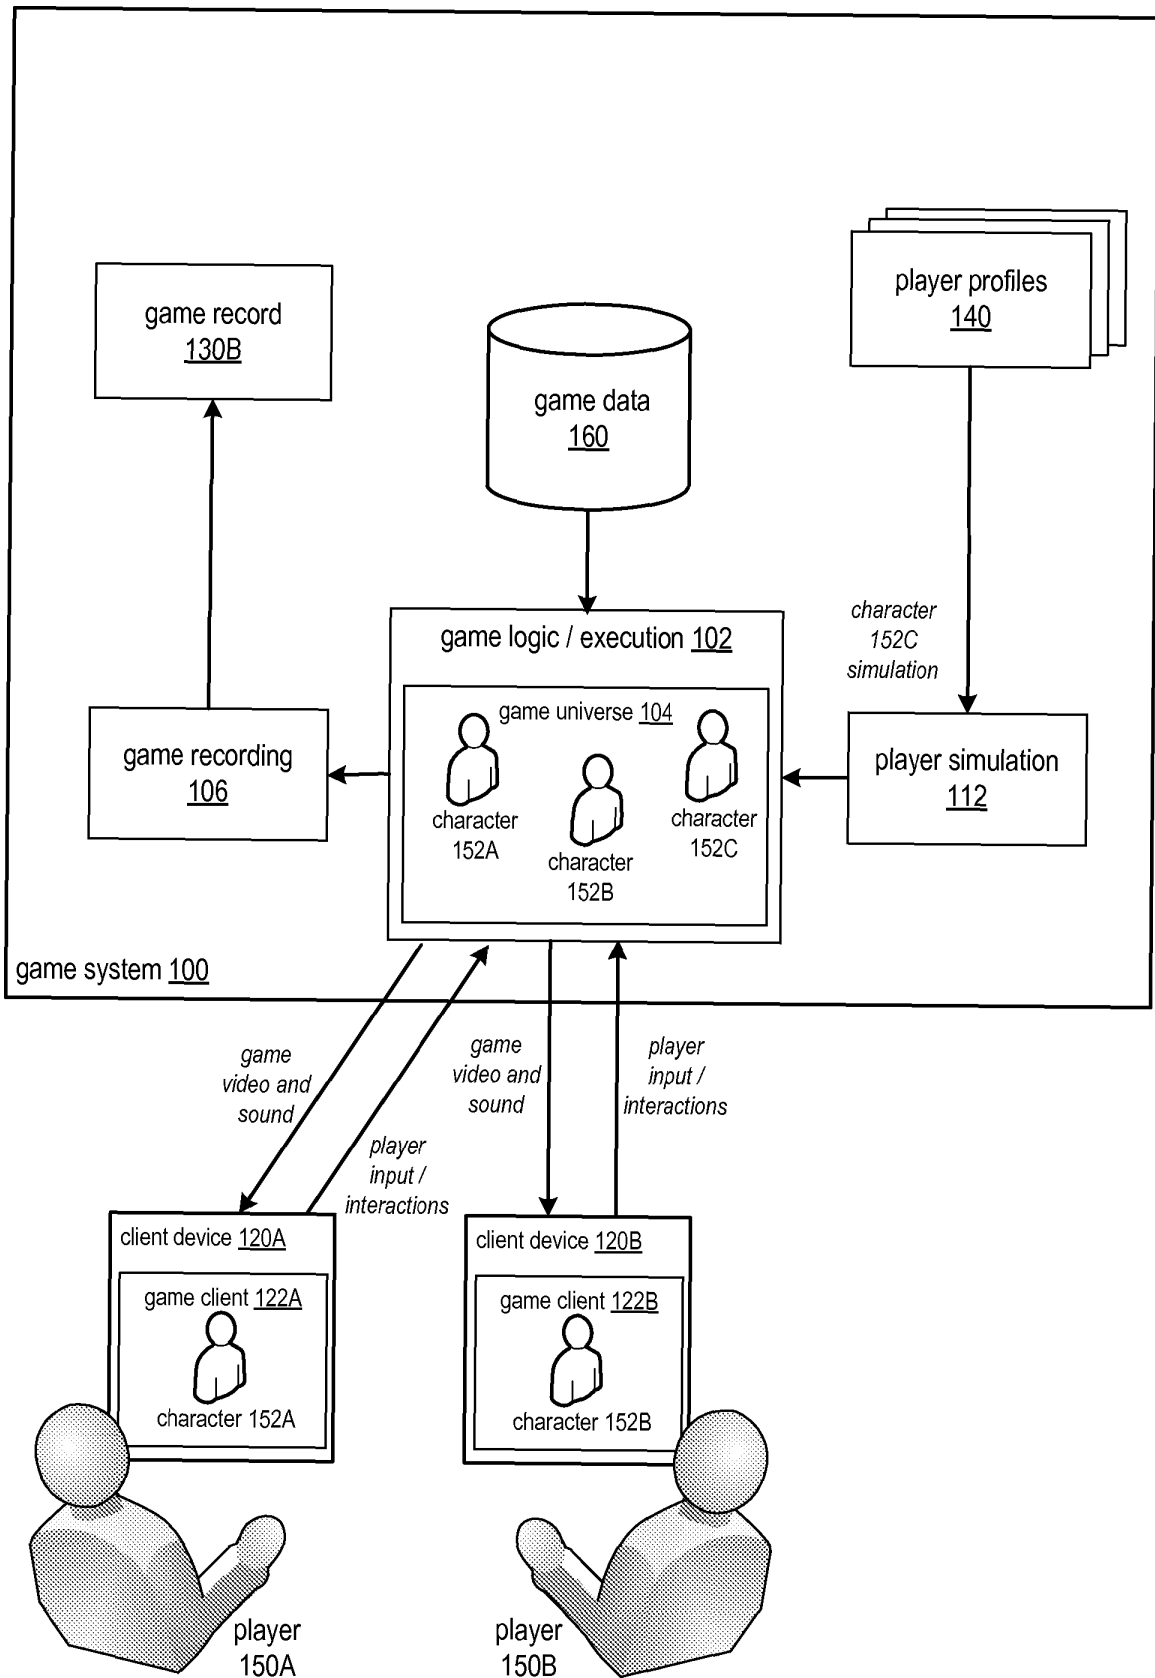 player profiles
140
game record
130B
game data
160
character
152C
simulation
game logic / execution 102
game universe 104
character
152A
character
152B
character
152C
game recording
106
player simulation
112
game system 100
game
video and
sound
player
input /
interactions
game
video and
sound
player
input /
interactions
client device 120A
game client 122A
character 152A
client device 120B
game client 122B
character 152B
player
150A
player
150B